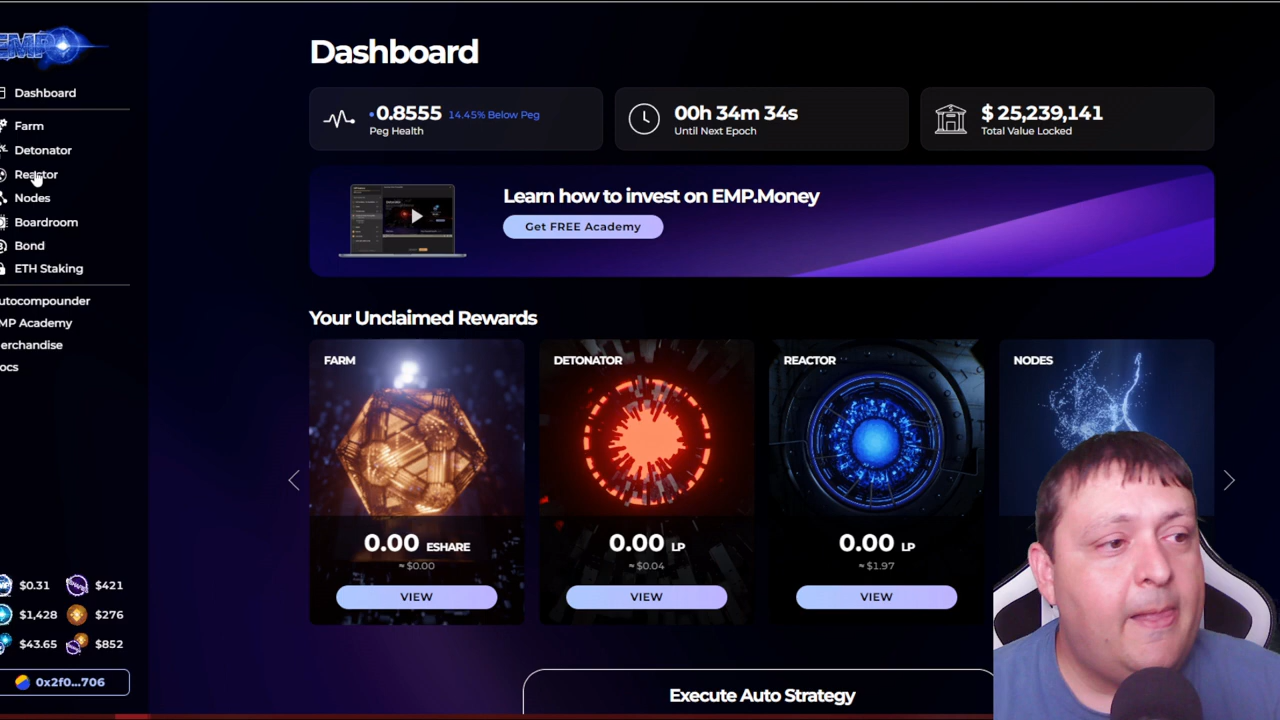 EMP
Dashboard
Farm
Detonator
Reactor
Nodes
Boardroom
Bond
ETH Staking
utocompounder
MP Academy
erchandise
ocs
$0.31
$421
$1,428
$276
$43.65
$852
0x2f0...706
Dashboard
0.8555 14.45% Below Peg
Peg Health
00h 34m 34s
Until Next Epoch
$ 25,239,141
Total Value Locked
Learn how to invest on EMP.Money
Get FREE Academy
Your Unclaimed Rewards
FARM
0.00 ESHARE
≈ $0.00
VIEW
DETONATOR
0.00 LP
≈ $0.04
VIEW
REACTOR
0.00 LP
≈ $1.97
VIEW
NODES
Execute Auto Strategy